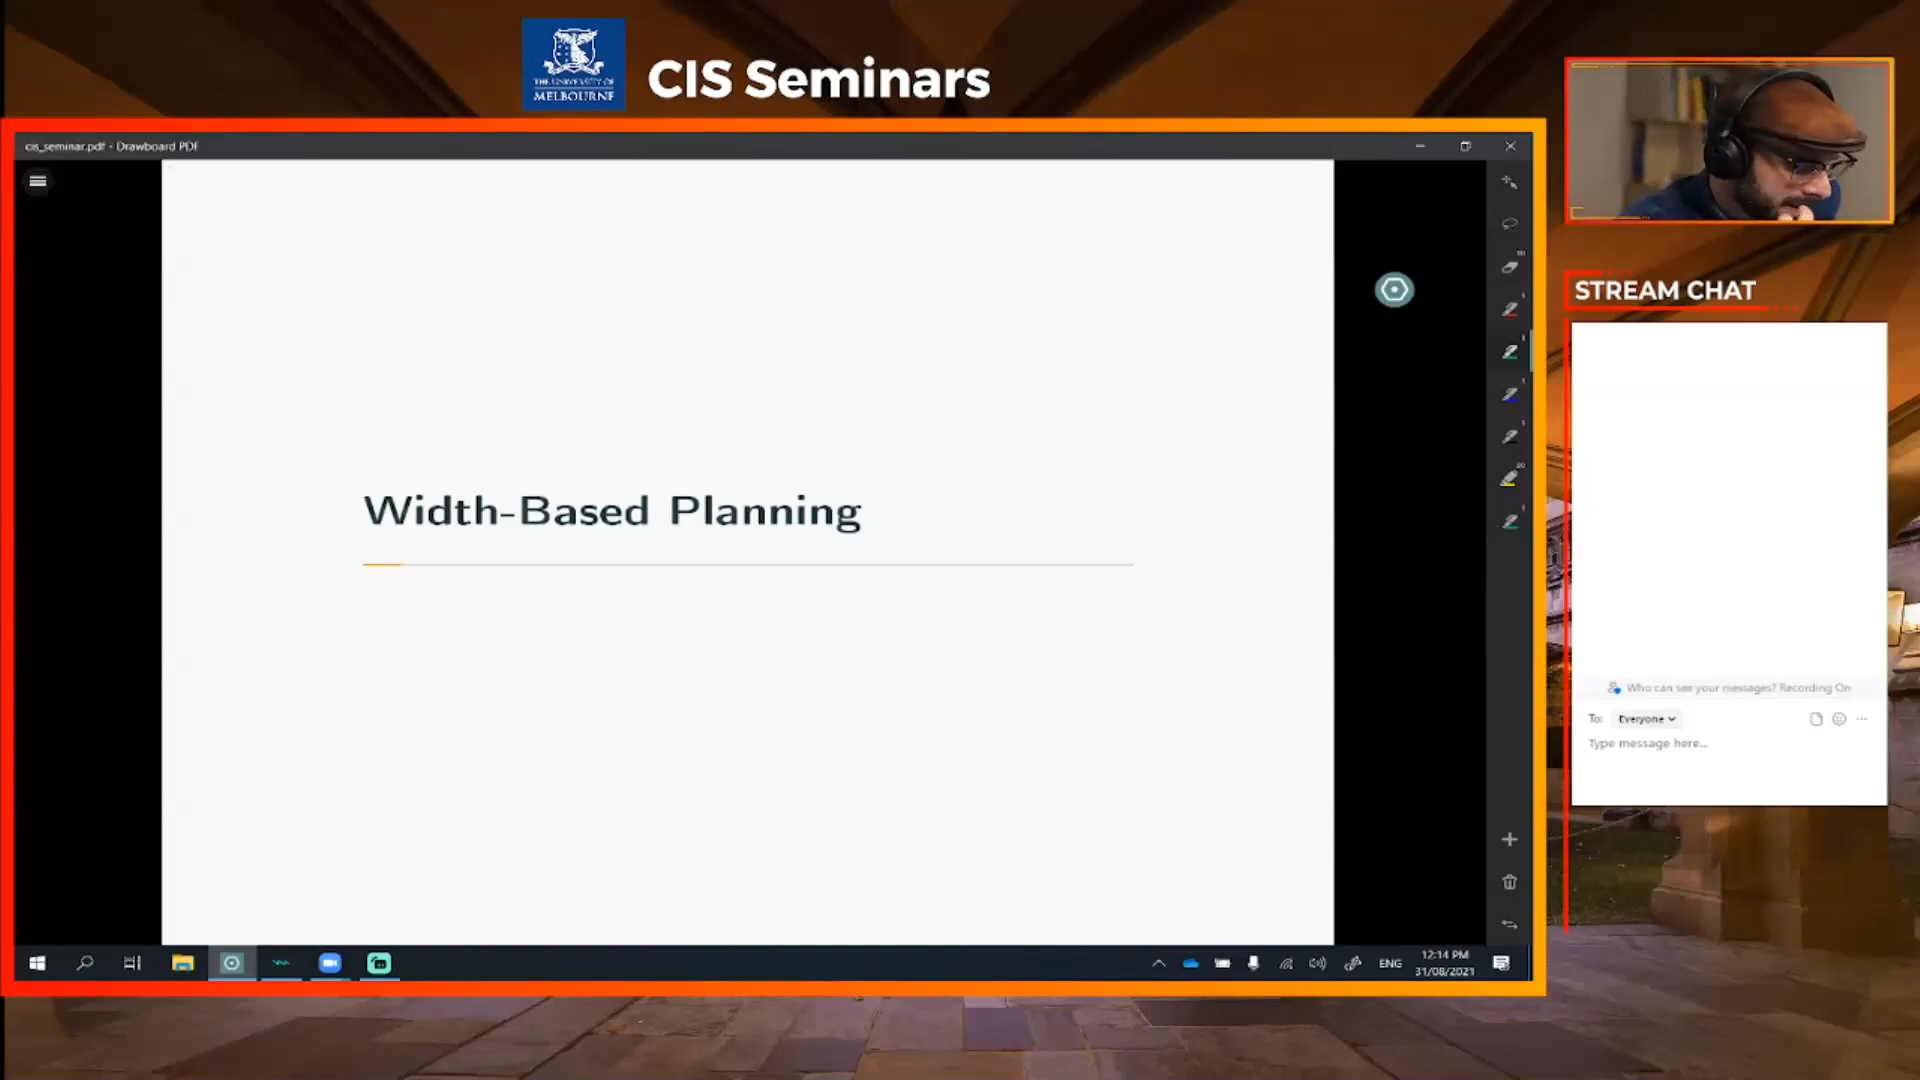 THE UNIVERSITY OF
MELBOURNE
CIS Seminars
cis_seminar.pdf - Drawboard PDF
Width-Based Planning
STREAM CHAT
Who can see your messages? Recording On
To: Everyone
Type message here...
ENG
12:14 PM
31/08/2021